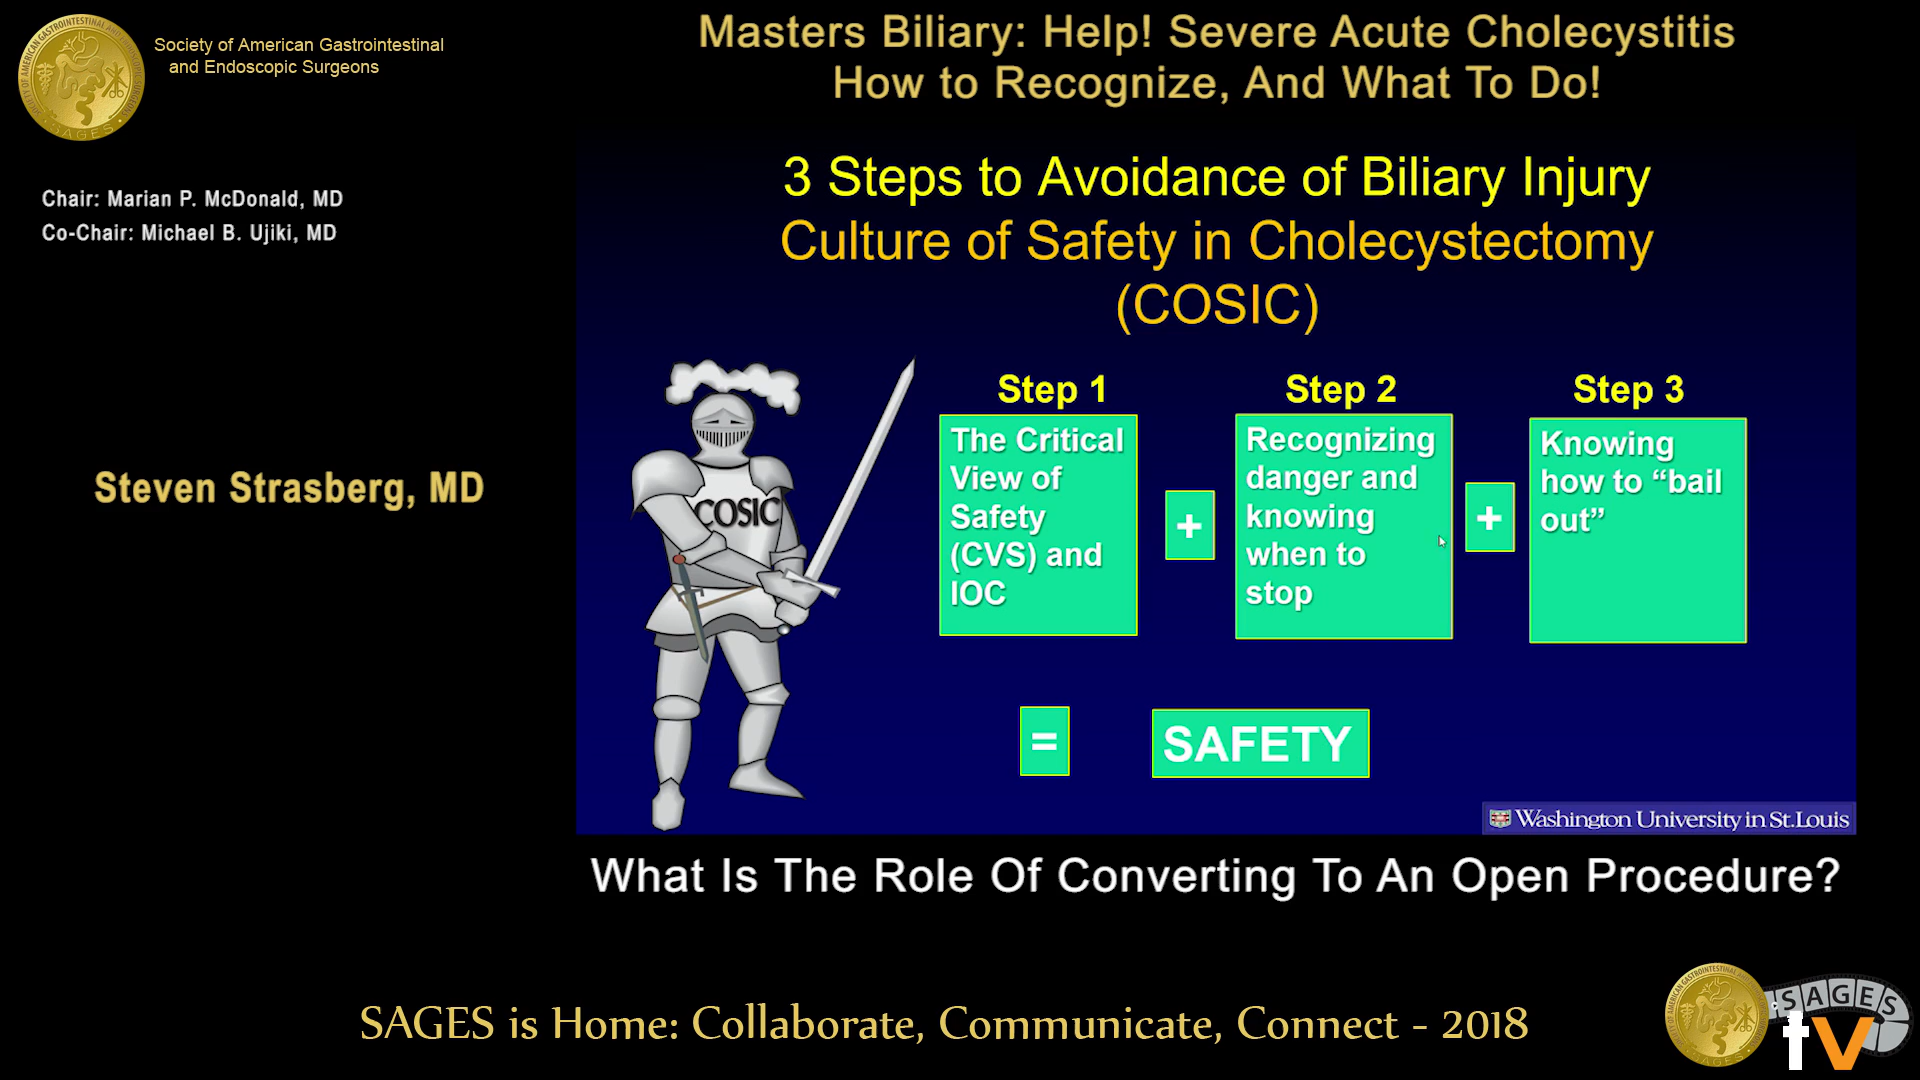 Society of American Gastrointestinal
and Endoscopic Surgeons
Masters Biliary: Help! Severe Acute Cholecystitis
How to Recognize, And What To Do!
Chair: Marian P. McDonald, MD
Co-Chair: Michael B. Ujiki, MD
Steven Strasberg, MD
3 Steps to Avoidance of Biliary Injury
Culture of Safety in Cholecystectomy
(COSIC)
COSIC
Step 1
The Critical
View of
Safety
(CVS) and
IOC
+
Step 2
Recognizing
danger and
knowing
when to
stop
+
Step 3
Knowing
how to “bail
out”
=
SAFETY
Washington University in St. Louis
What Is The Role Of Converting To An Open Procedure?
SAGES is Home: Collaborate, Communicate, Connect - 2018
SAGES
tv